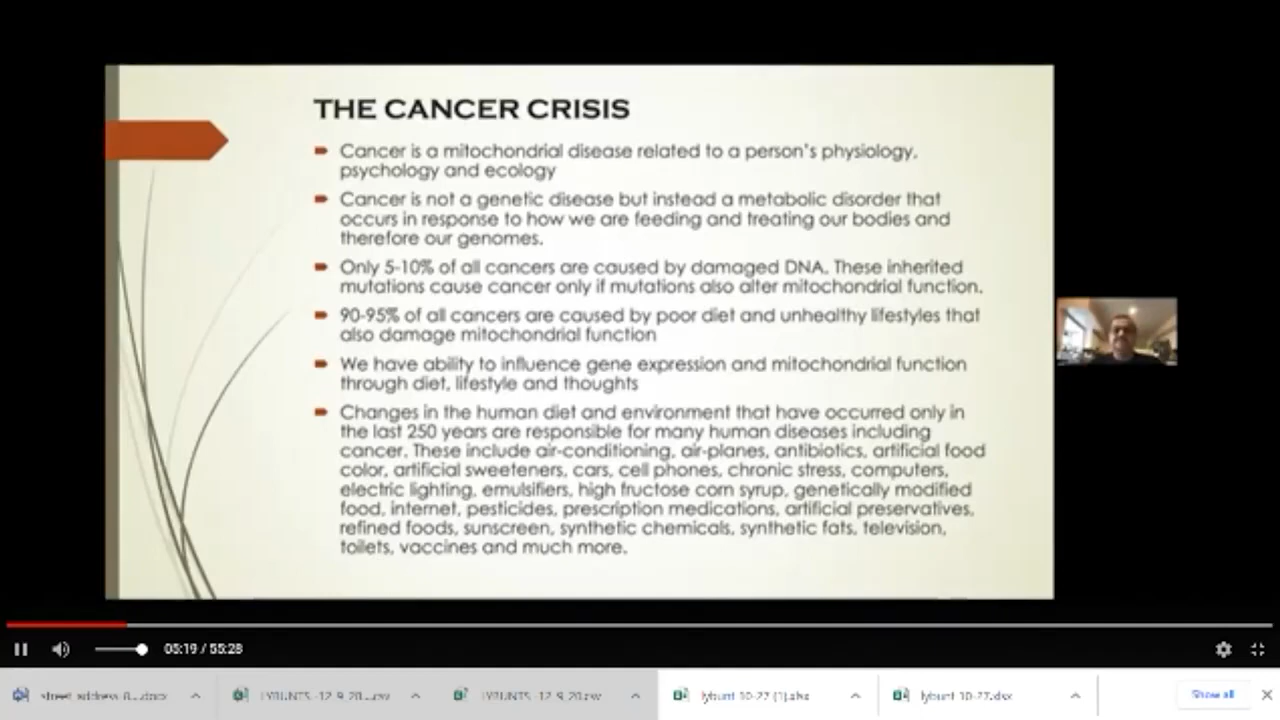 THE CANCER CRISIS
Cancer is a mitochondrial disease related to a person's physiology,
psychology and ecology
Cancer is not a genetic disease but instead a metabolic disorder that
occurs in response to how we are feeding and treating our bodies and
therefore our genomes.
Only 5-10% of all cancers are caused by damaged DNA. These inherited
mutations cause cancer only if mutations also alter mitochondrial function.
90-95% of all cancers are caused by poor diet and unhealthy lifestyles that
also damage mitochondrial function
We have ability to influence gene expression and mitochondrial function
through diet, lifestyle and thoughts
Changes in the human diet and environment that have occurred only in
the last 250 years are responsible for many human diseases including
cancer. These include air-conditioning, air-planes, antibiotics, artificial food
color, artificial sweeteners, cars, cell phones, chronic stress, computers,
electric lighting, emulsifiers, high fructose corn syrup, genetically modified
food, internet, pesticides, prescription medications, artificial preservatives,
refined foods, sunscreen, synthetic chemicals, synthetic fats, television,
toilets, vaccines and much more.
05:19 / 55:28
lybunt 10-27 (1).xlsx
lybunt 10-27.xlsx
Show all